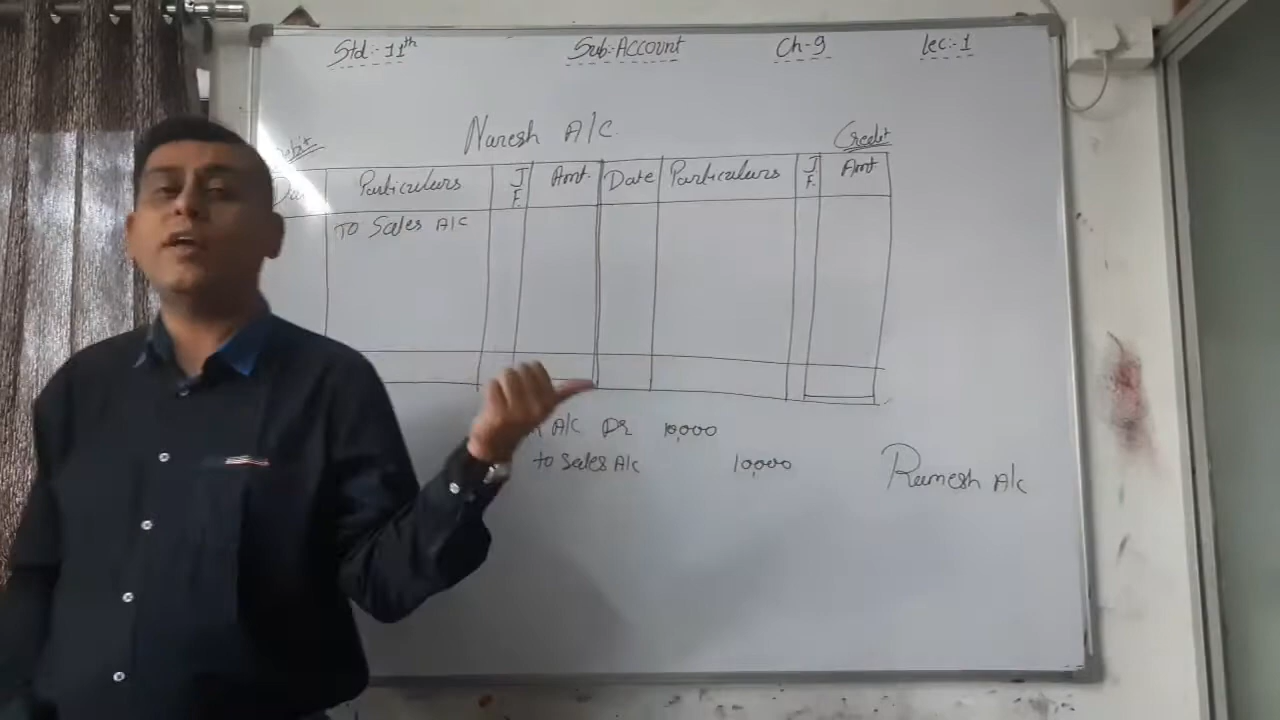 Std:- 11th Sub:- Account Ch-9 Lec:-1
Naresh A/C.
Credit
Particulars J F. Amt. Date Particulars J F. Amt
To Sales A/C
A/C Dr 10,000
to Sales A/C 10,000
Ramesh A/c